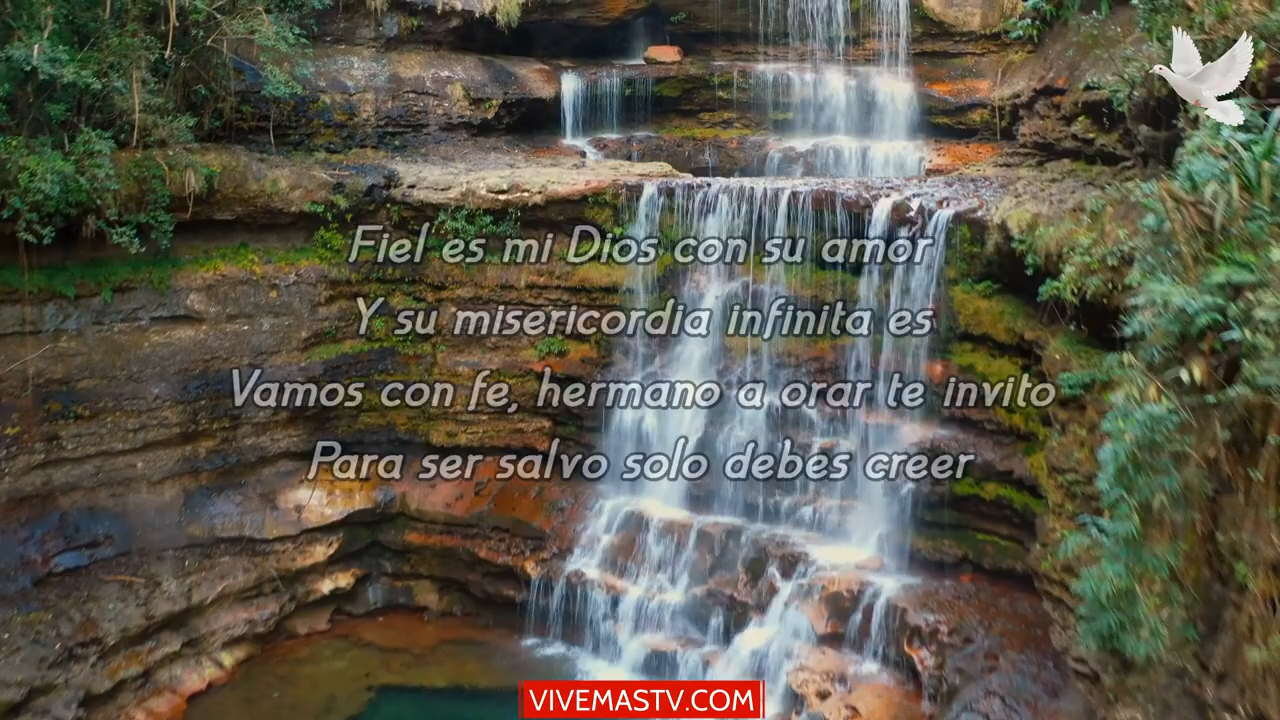 Fiel es mi Dios con su amor
Y su misericordia infinita es
Vamos con fe, hermano a orar te invito
Para ser salvo solo debes creer
VIVEMASTV.COM